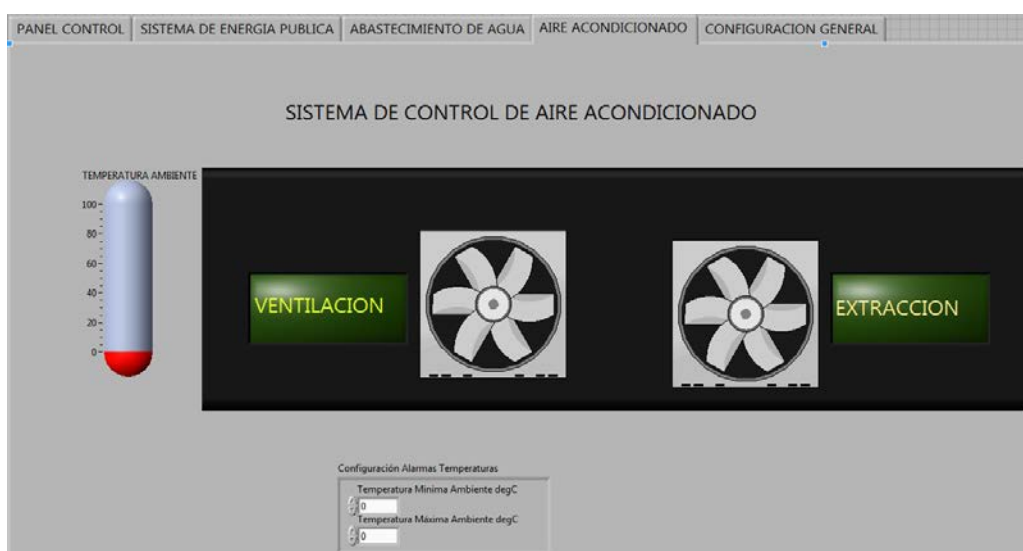 PANEL CONTROL SISTEMA DE ENERGIA PUBLICA ABASTECIMIENTO DE AGUA AIRE ACONDICIONADO CONFIGURACION GENERAL
SISTEMA DE CONTROL DE AIRE ACONDICIONADO
TEMPERATURA AMBIENTE
100
80
60
40
20
0
VENTILACION
EXTRACCION
Configuración Alarmas Temperaturas
Temperatura Minima Ambiente degC
0
Temperatura Máxima Ambiente degC
0